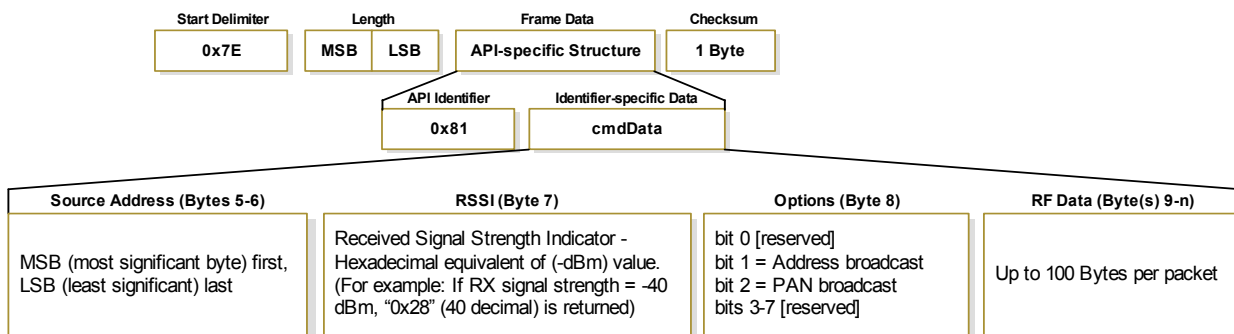 Start Delimiter
Length
Frame Data
Checksum
0x7E
MSB
LSB
API-specific Structure
1 Byte
API Identifier
Identifier-specific Data
0x81
cmdData
Source Address (Bytes 5-6)
MSB (most significant byte) first,
LSB (least significant) last
RSSI (Byte 7)
Received Signal Strength Indicator -
Hexadecimal equivalent of (-dBm) value.
(For example: If RX signal strength = -40
dBm, “0x28” (40 decimal) is returned)
Options (Byte 8)
bit 0 [reserved]
bit 1 = Address broadcast
bit 2 = PAN broadcast
bits 3-7 [reserved]
RF Data (Byte(s) 9-n)
Up to 100 Bytes per packet